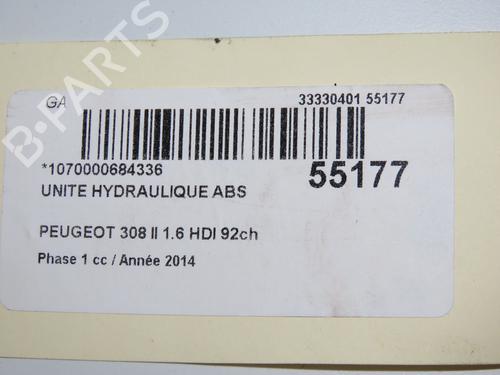 B-PARTS
GA
33330401 55177
*1070000684336
55177
UNITE HYDRAULIQUE ABS
PEUGEOT 308 II 1.6 HDI 92ch
Phase 1 cc / Année 2014